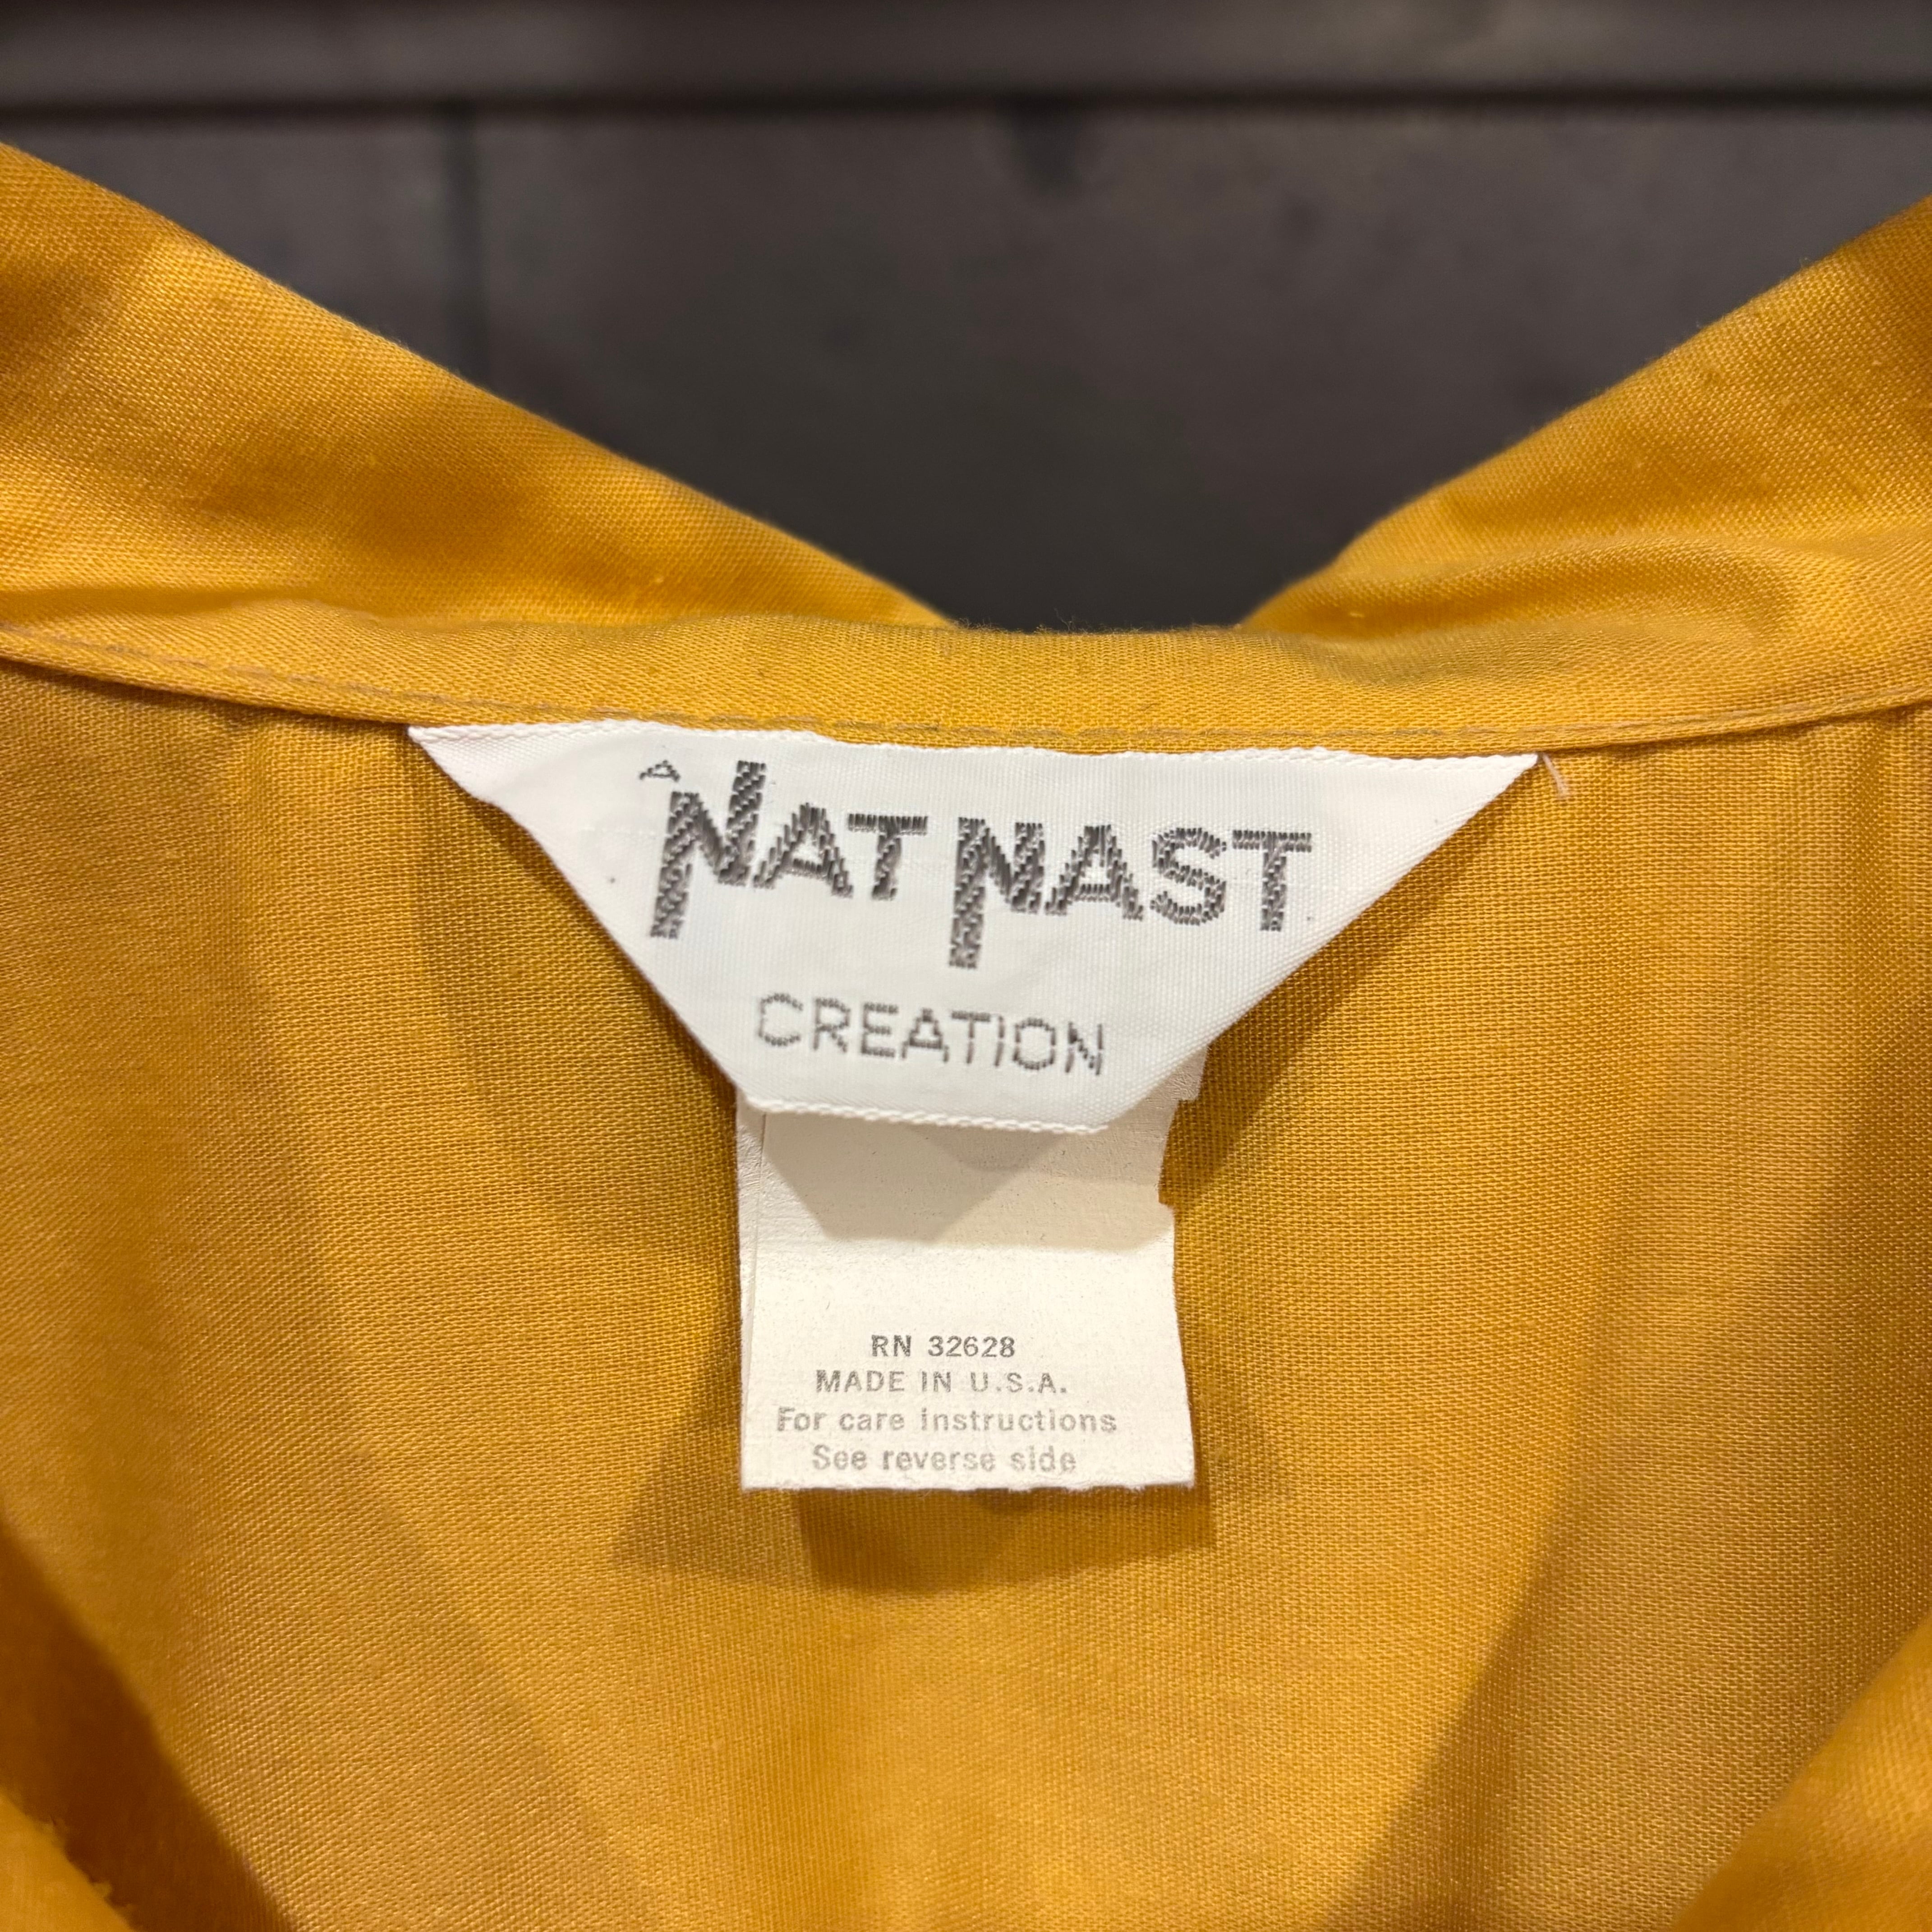 A NAT NAST
CREATION
RN 32628
MADE IN U.S.A.
For care instructions
See reverse side